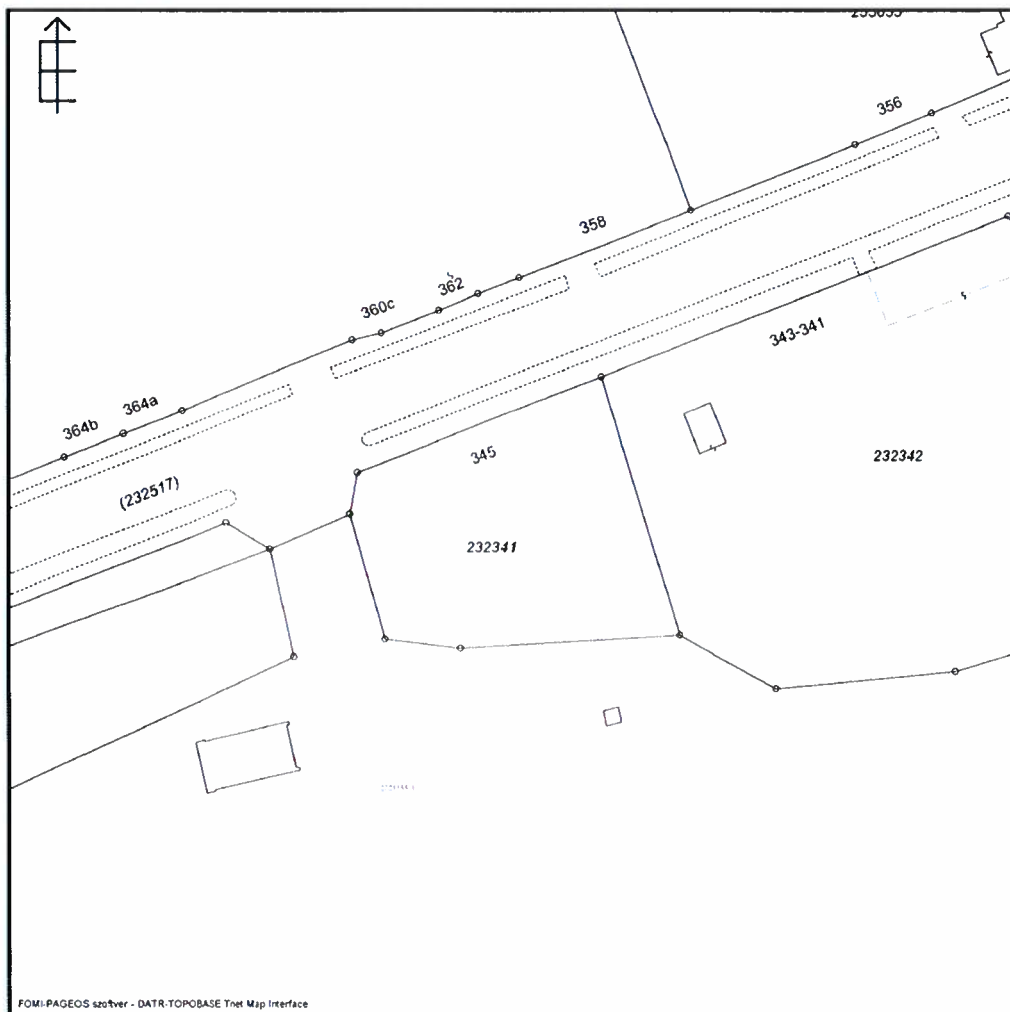 356
358
362
360c
343-341
364a
364b
345
232342
(232517)
232341
FÖMI-PAGEOS szoftver - DATR-TOPOBASE Tnet Map Interface